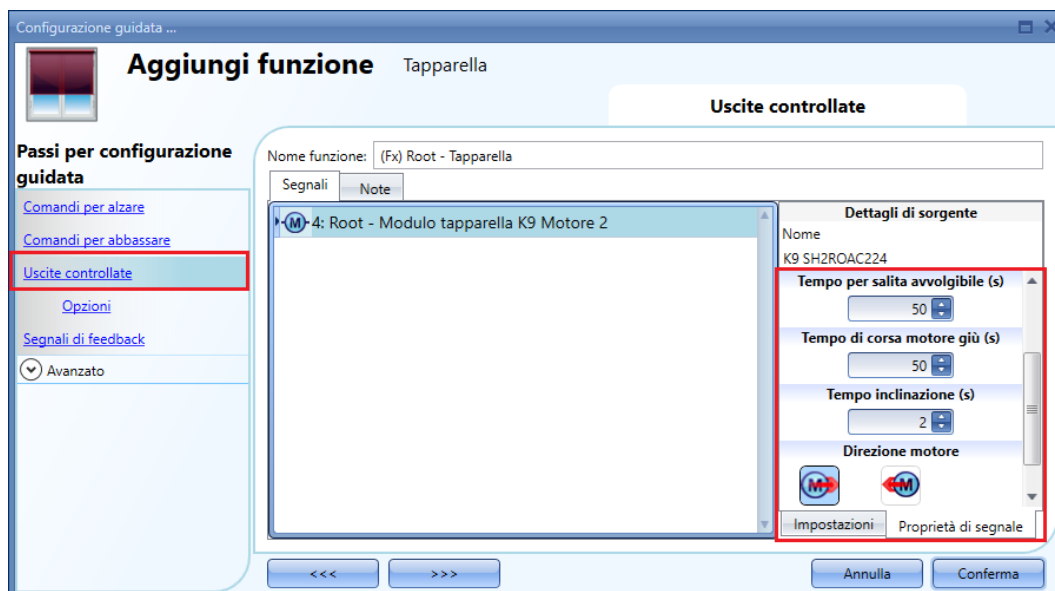 Configurazione guidata ...
Aggiungi funzione Tapparella
Uscite controllate
Passi per configurazione
guidata
Comandi per alzare
Comandi per abbassare
Uscite controllate
Opzioni
Segnali di feedback
Avanzato
Nome funzione: (Fx) Root - Tapparella
Segnali Note
M 4: Root - Modulo tapparella K9 Motore 2
Dettagli di sorgente
Nome
K9 SH2ROAC224
Tempo per salita avvolgibile (s)
50
Tempo di corsa motore giù (s)
50
Tempo inclinazione (s)
2
Direzione motore
M M
Impostazioni Proprietà di segnale
<<< >>> Annulla Conferma